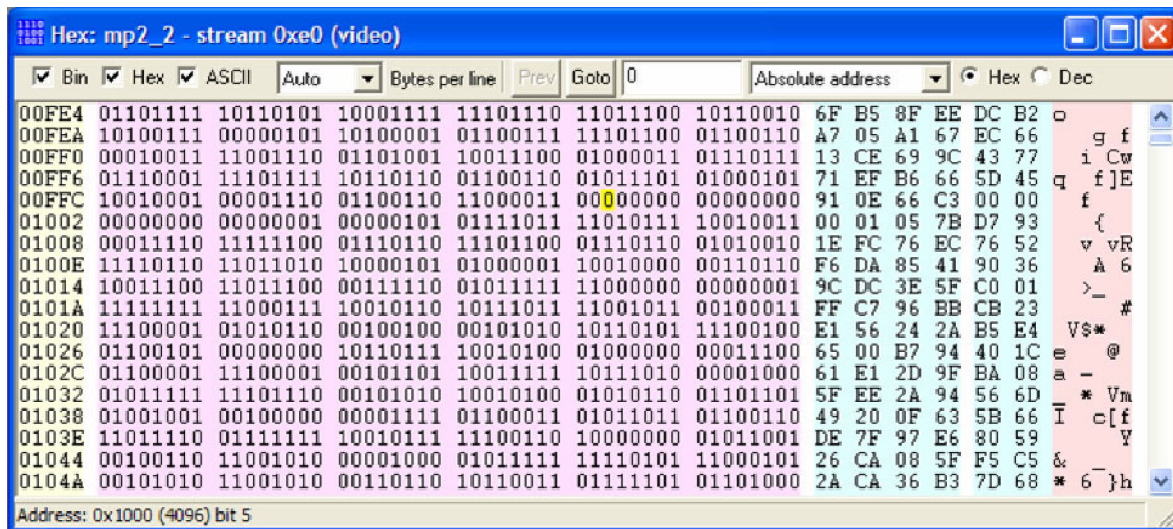 Hex: mp2_2 - stream 0xe0 (video)
Bin Hex ASCII Auto Bytes per line Prev Goto 0 Absolute address Hex Dec
00FE4 01101111 10110101 10001111 11101110 11011100 10110010 6F B5 8F EE DC B2 o
00FEA 10100111 00000101 10100001 01100111 11101100 01100110 A7 05 A1 67 EC 66 g f
00FF0 00010011 11001110 01101001 10011100 01000011 01110111 13 CE 69 9C 43 77 i Cw
00FF6 01110001 11101111 10110110 01100110 01011101 01000101 71 EF B6 66 5D 45 q f]E
00FFC 10010001 00001110 01100110 11000011 00000000 00000000 91 0E 66 C3 00 00 f
01002 00000000 00000001 00000101 01111011 11010111 10010011 00 01 05 7B D7 93 {
01008 00011110 11111100 01110110 11101100 01110110 01010010 1E FC 76 EC 76 52 v vR
0100E 11110110 11011010 10000101 01000001 10010000 00110110 F6 DA 85 41 90 36 A 6
01014 10011100 11011100 00111110 01011111 11000000 00000001 9C DC 3E 5F C0 01 >_
0101A 11111111 11000111 10010110 10111011 11001011 00100011 FF C7 96 BB CB 23 #
01020 11100001 01010110 00100100 00101010 10110101 11100100 E1 56 24 2A B5 E4 V$*
01026 01100101 00000000 10110111 10010100 01000000 00011100 65 00 B7 94 40 1C e @
0102C 01100001 11100001 00101101 10011111 10111010 00001000 61 E1 2D 9F BA 08 a -
01032 01011111 11101110 00101010 10010100 01010110 01101101 5F EE 2A 94 56 6D _ * Vm
01038 01001001 00100000 00001111 01100011 01011011 01100110 49 20 0F 63 5B 66 I c[f
0103E 11011110 01111111 10010111 11100110 10000000 01011001 DE 7F 97 E6 80 59 Y
01044 00100110 11001010 00001000 01011111 11110101 11000101 26 CA 08 5F F5 C5 & _
0104A 00101010 11001010 00110110 10110011 01111101 01101000 2A CA 36 B3 7D 68 * 6 }h
Address: 0x1000 (4096) bit 5